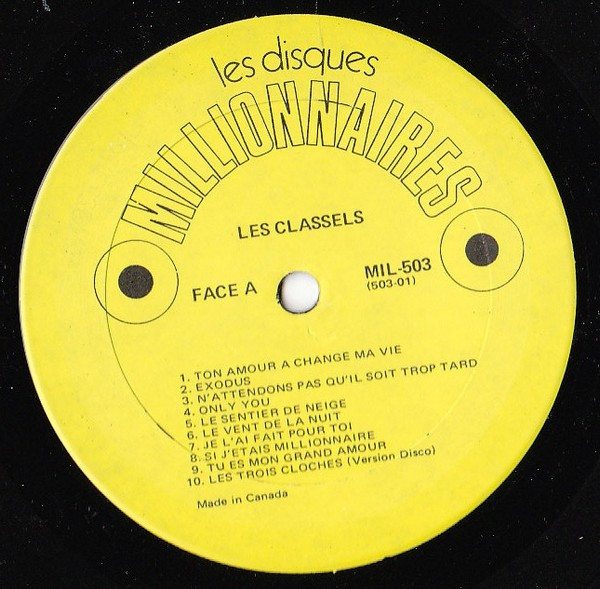 les disques
MILLIONNAIRES
LES CLASSELS
FACE A
MIL-503
(503-01)
1. TON AMOUR A CHANGE MA VIE
2. EXODUS
3. N'ATTENDONS PAS QU'IL SOIT TROP TARD
4. ONLY YOU
5. LE SENTIER DE NEIGE
6. LE VENT DE LA NUIT
7. JE L'AI FAIT POUR TOI
8. SI J'ETAIS MILLIONNAIRE
9. TU ES MON GRAND AMOUR
10. LES TROIS CLOCHES (Version Disco)
Made in Canada